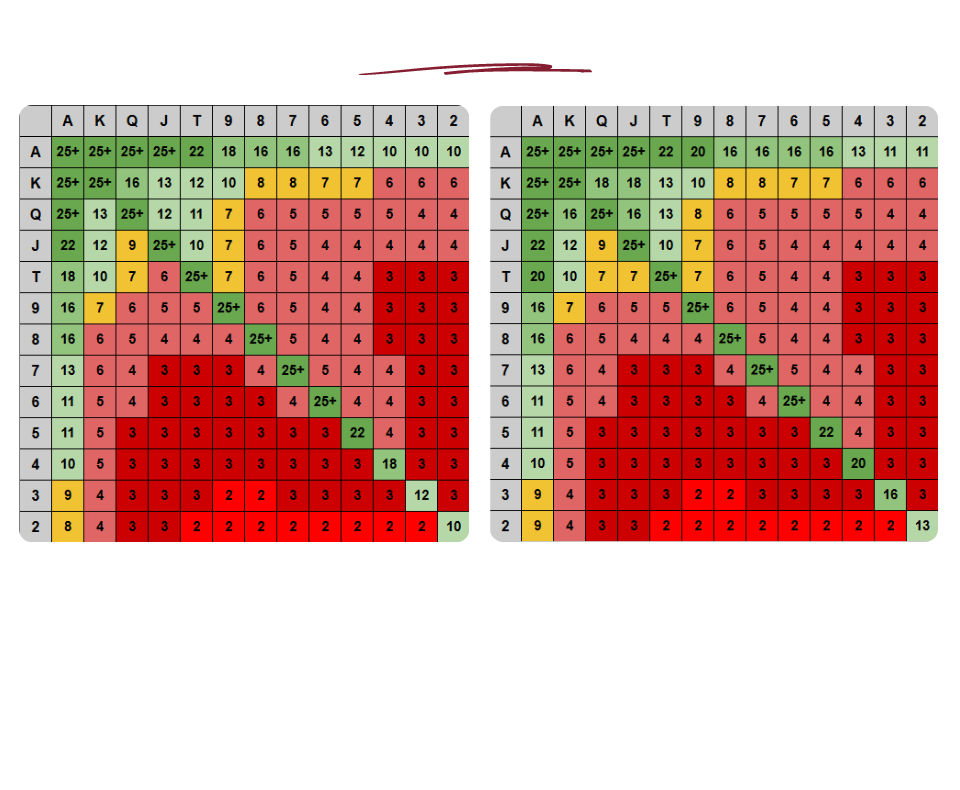 A K Q J T 9 8 7 6 5 4 3 2
A 25+ 25+ 25+ 25+ 22 18 16 16 13 12 10 10 10
K 25+ 25+ 16 13 12 10 8 8 7 7 6 6 6
Q 25+ 13 25+ 12 11 7 6 5 5 5 5 4 4
J 22 12 9 25+ 10 7 6 5 4 4 4 4 4
T 18 10 7 6 25+ 7 6 5 4 4 3 3 3
9 16 7 6 5 5 25+ 6 5 4 4 3 3 3
8 16 6 5 4 4 4 25+ 5 4 4 3 3 3
7 13 6 4 3 3 3 4 25+ 5 4 4 3 3
6 11 5 4 3 3 3 3 4 25+ 4 4 3 3
5 11 5 3 3 3 3 3 3 3 22 4 3 3
4 10 5 3 3 3 3 3 3 3 3 18 3 3
3 9 4 3 3 3 2 2 3 3 3 3 12 3
2 8 4 3 3 2 2 2 2 2 2 2 2 10
A K Q J T 9 8 7 6 5 4 3 2
A 25+ 25+ 25+ 25+ 22 20 16 16 16 16 13 11 11
K 25+ 25+ 18 18 13 10 8 8 7 7 6 6 6
Q 25+ 16 25+ 16 13 8 6 5 5 5 5 4 4
J 22 12 9 25+ 10 7 6 5 4 4 4 4 4
T 20 10 7 7 25+ 7 6 5 4 4 3 3 3
9 16 7 6 5 5 25+ 6 5 4 4 3 3 3
8 16 6 5 4 4 4 25+ 5 4 4 3 3 3
7 13 6 4 3 3 3 4 25+ 5 4 4 3 3
6 11 5 4 3 3 3 3 4 25+ 4 4 3 3
5 11 5 3 3 3 3 3 3 3 22 4 3 3
4 10 5 3 3 3 3 3 3 3 3 20 3 3
3 9 4 3 3 3 2 2 3 3 3 3 16 3
2 9 4 3 3 2 2 2 2 2 2 2 2 13